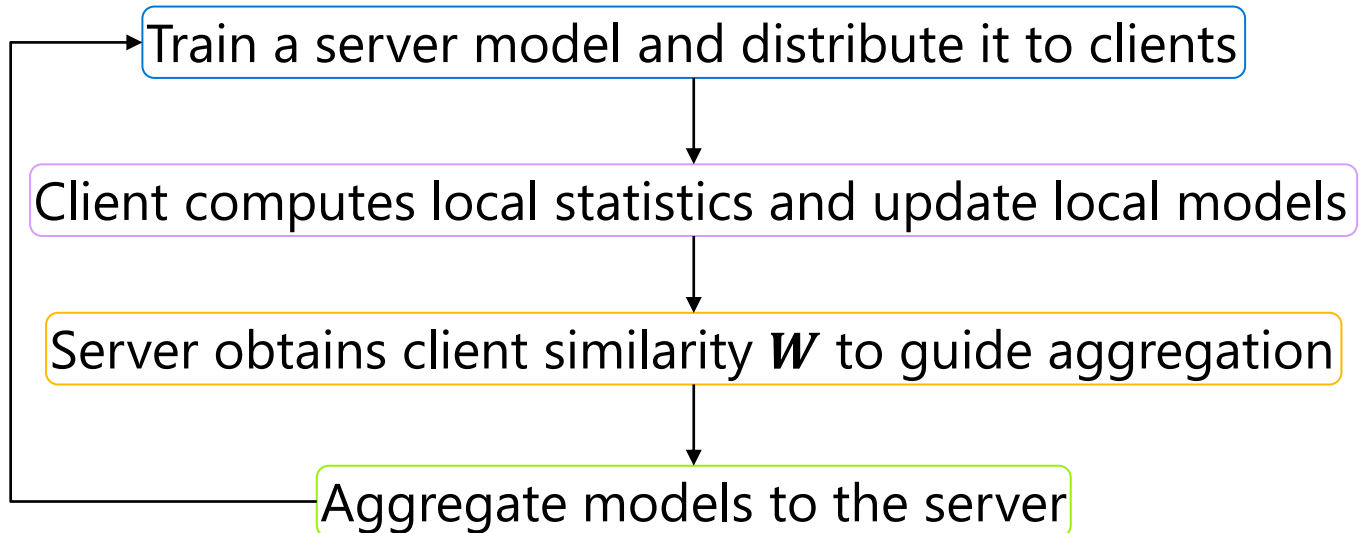 Train a server model and distribute it to clients
Client computes local statistics and update local models
Server obtains client similarity W to guide aggregation
Aggregate models to the server